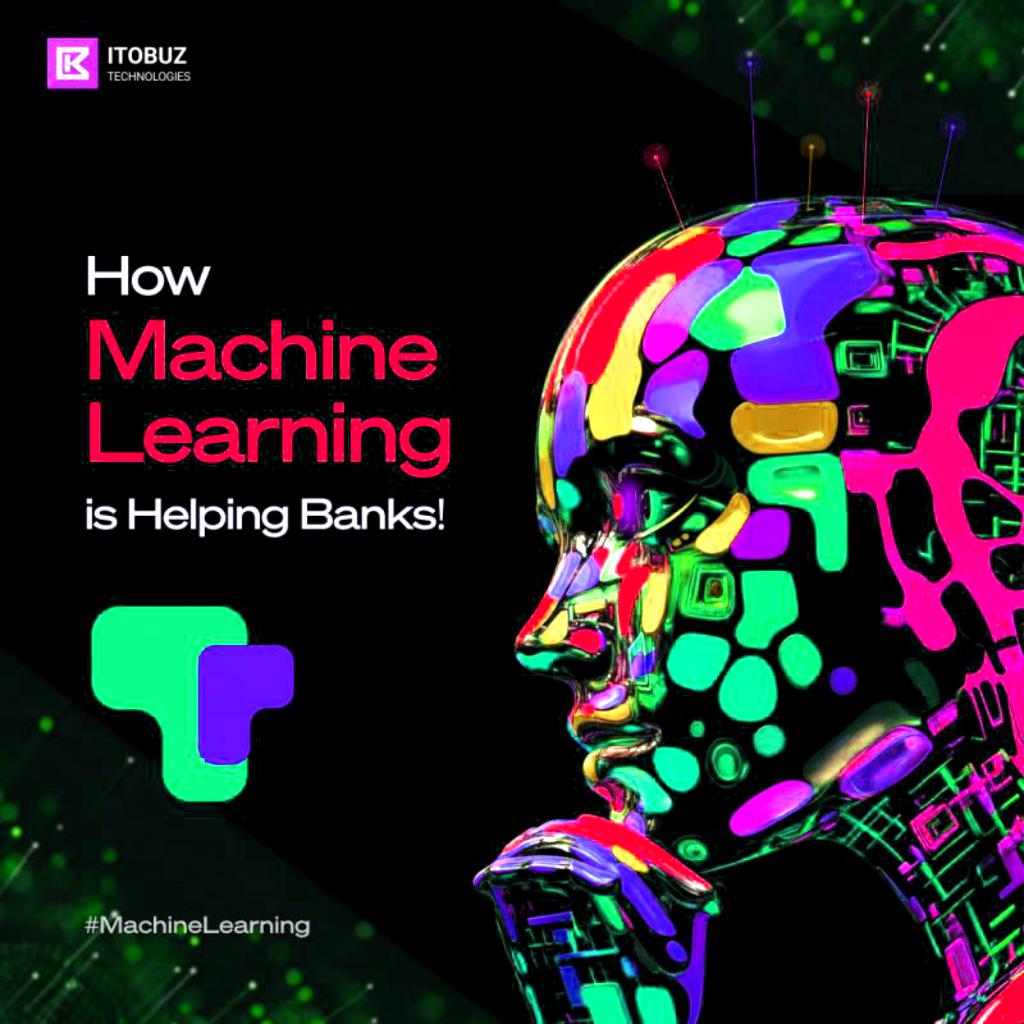 ITOBUZ
TECHNOLOGIES
How
Machine
Learning
is Helping Banks!
#MachineLearning